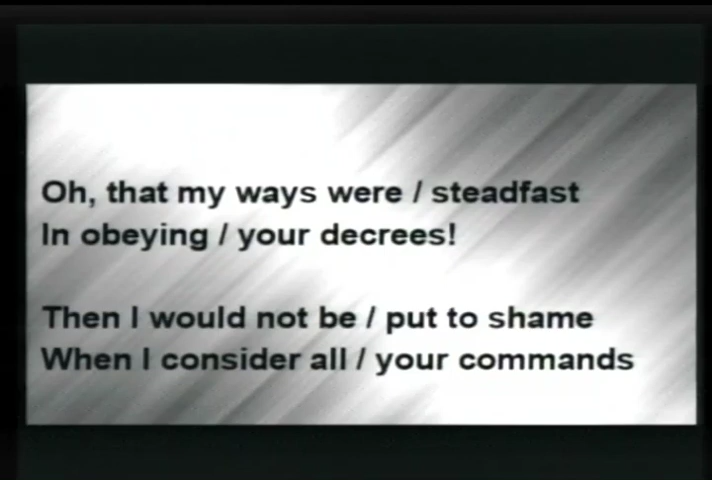 Oh, that my ways were / steadfast
In obeying / your decrees!
Then I would not be / put to shame
When I consider all / your commands